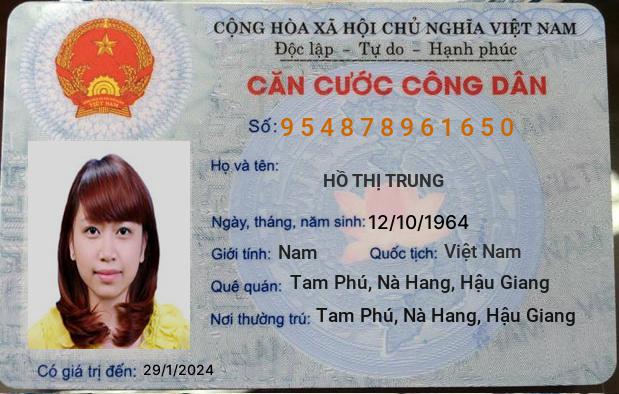 CỘNG HÒA XÃ HỘI CHỦ NGHĨA VIỆT NAM
Độc lập - Tự do - Hạnh phúc
CĂN CƯỚC CÔNG DÂN
Số: 954878961650
Họ và tên:
HỒ THỊ TRUNG
Ngày, tháng, năm sinh: 12/10/1964
Giới tính: Nam Quốc tịch: Việt Nam
Quê quán: Tam Phú, Nà Hang, Hậu Giang
Nơi thường trú: Tam Phú, Nà Hang, Hậu Giang
Có giá trị đến: 29/1/2024
VIỆT NAM